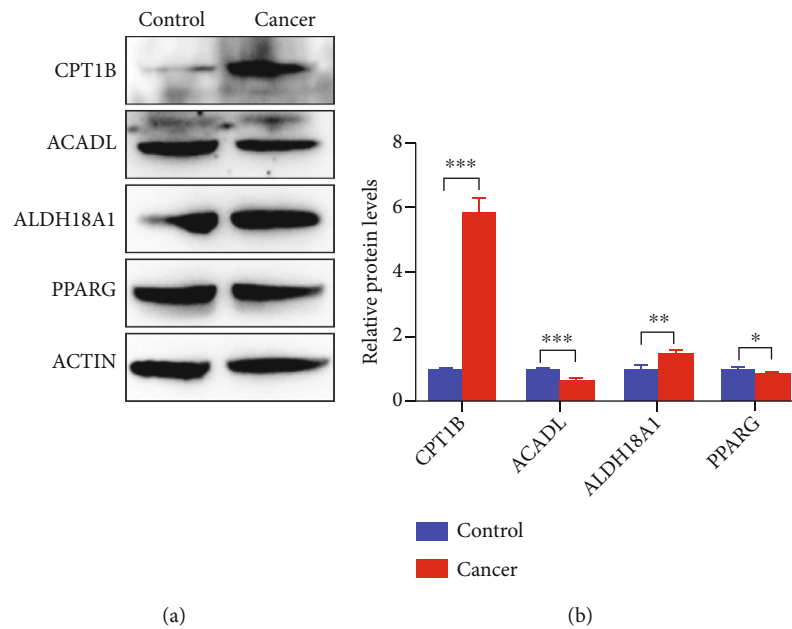 Control Cancer
CPT1B
ACADL
ALDH18A1
PPARG
ACTIN
(a)
Relative protein levels
8
6
4
2
0
***
***
**
*
CPT1B
ACADL
ALDH18A1
PPARG
Control
Cancer
(b)